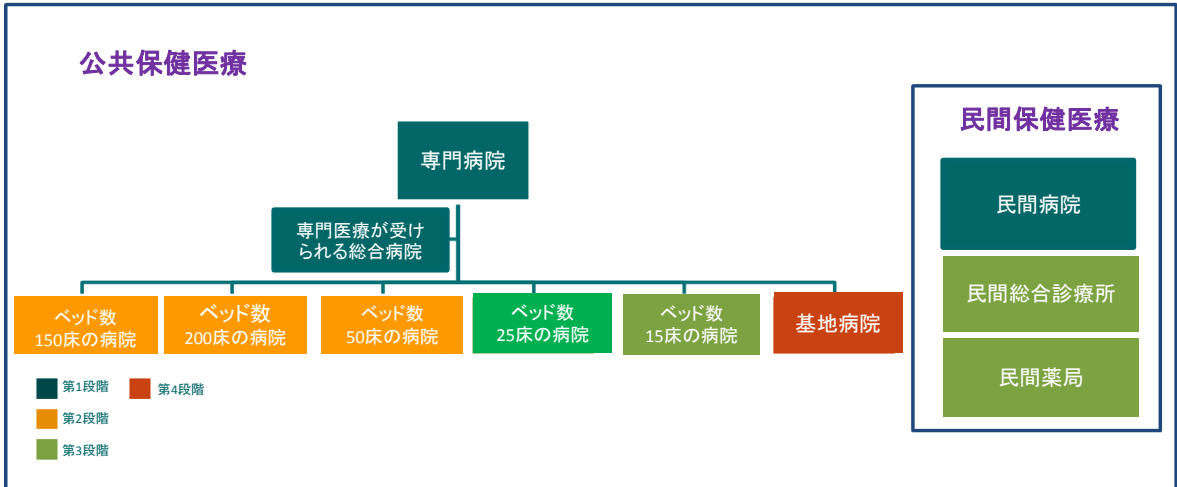 公共保健医療
専門病院
専門医療が受け
られる総合病院
ベッド数
150床の病院
ベッド数
200床の病院
ベッド数
50床の病院
ベッド数
25床の病院
ベッド数
15床の病院
基地病院
第1段階
第4段階
第2段階
第3段階
民間保健医療
民間病院
民間総合診療所
民間薬局